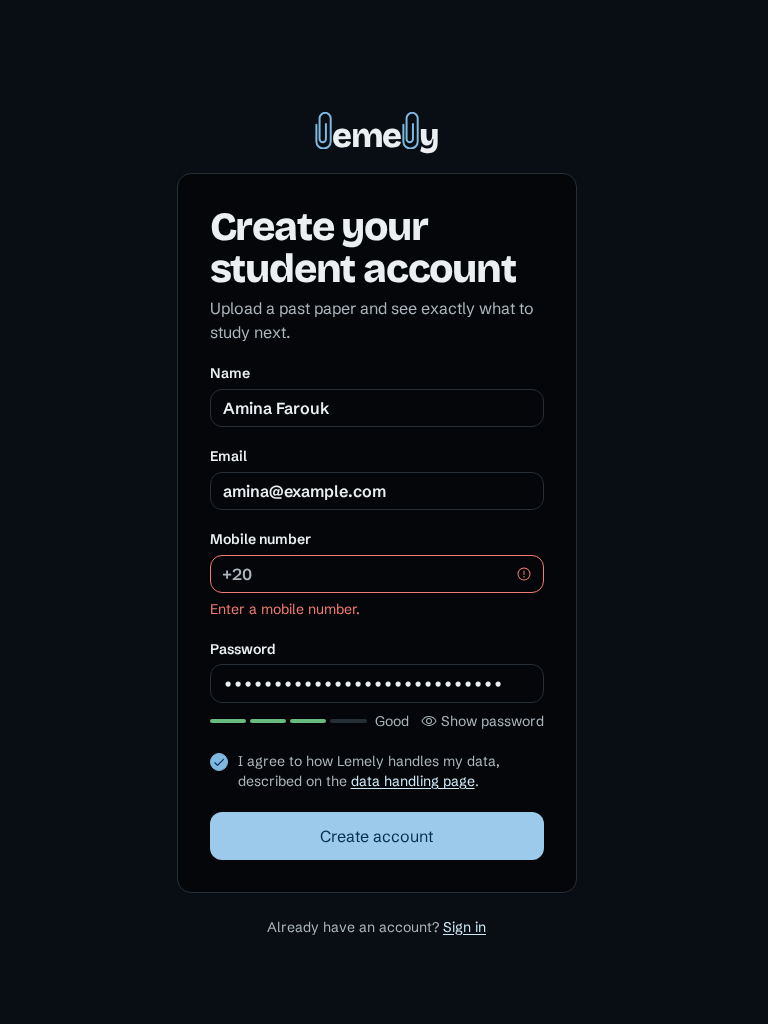 lemely
Create your
student account
Upload a past paper and see exactly what to
study next.
Name
Amina Farouk
Email
amina@example.com
Mobile number
+20
Enter a mobile number.
Password
••••••••••••••••••••••••••••
Good Show password
I agree to how Lemely handles my data,
described on the data handling page.
Create account
Already have an account? Sign in